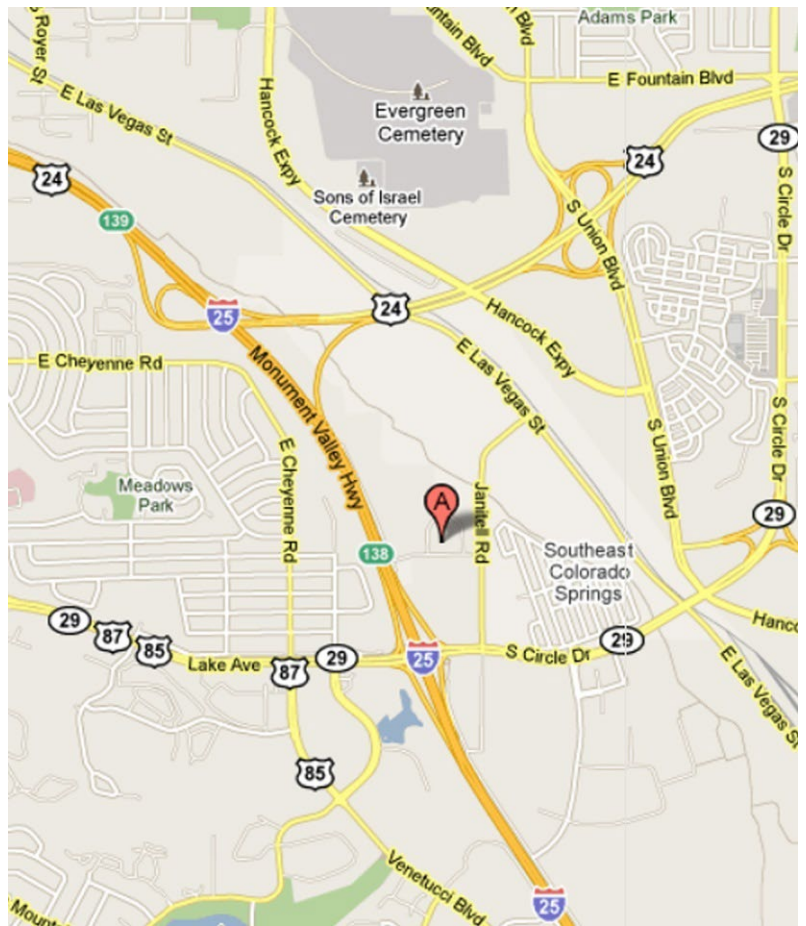 Adams Park
S Royer St
untain Blvd
n Blvd
E Fountain Blvd
E Las Vegas St
Hancock Expy
Evergreen
Cemetery
29
24
24
S Circle Dr
Sons of Israel
Cemetery
139
S Union Blvd
25
24
Hancock Expy
E Cheyenne Rd
Monument Valley Hwy
E Las Vegas St
S Circle Dr
S Union Blvd
E Cheyenne Rd
Meadows
Park
A
Janitell Rd
29
138
Southeast
Colorado
Springs
29
87
85
Hanco
29
Lake Ave
87
29
25
S Circle Dr
E Las Vegas St
85
Venetucci Blvd
25
Mount